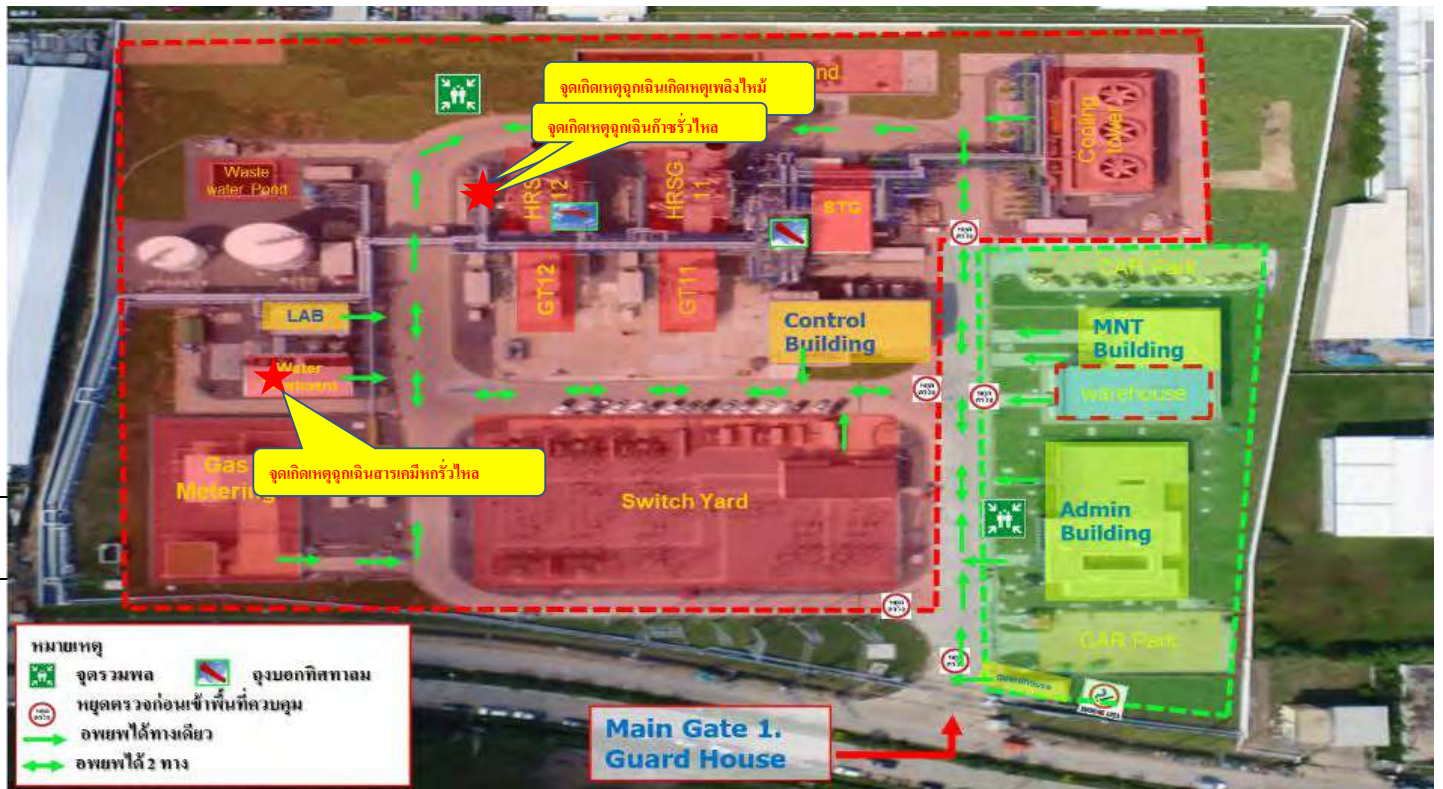 จุดเกิดเหตุฉุกเฉินเกิดเหตุเพลิงไหม้
จุดเกิดเหตุฉุกเฉินก๊าซรั่วไหล
Cooling
tower
Waste
water Pond
HRSG 11
STG
CAR Park
GT12
GT11
LAB
Control
Building
MNT
Building
Water
warehouse
จุดเกิดเหตุฉุกเฉินสารเคมีหกรั่วไหล
Gas
Metering
Switch Yard
Admin
Building
CAR Park
guardhouse
Main Gate 1.
Guard House
หมายเหตุ
จุดรวมพล
ถุงบอกทิศทางลม
หยุดตรวจก่อนเข้าพื้นที่ควบคุม
อพยพได้ทางเดียว
อพยพได้ 2 ทาง